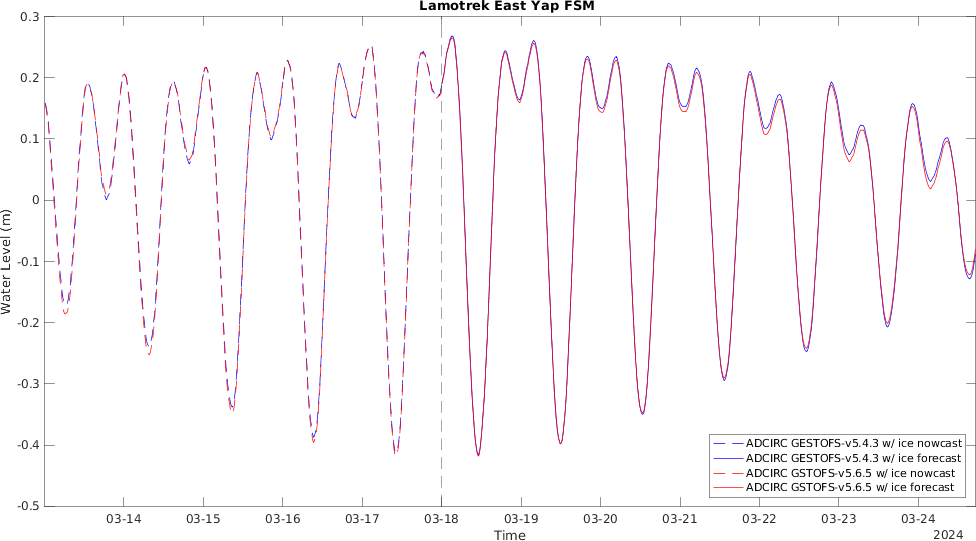 Lamotrek East Yap FSM
0.3
0.2
0.1
0
-0.1
-0.2
-0.3
-0.4
-0.5
Water Level (m)
ADCIRC GESTOFS-v5.4.3 w/ ice nowcast
ADCIRC GESTOFS-v5.4.3 w/ ice forecast
ADCIRC GSTOFS-v5.6.5 w/ ice nowcast
ADCIRC GSTOFS-v5.6.5 w/ ice forecast
03-14 03-15 03-16 03-17 03-18 03-19 03-20 03-21 03-22 03-23 03-24
Time
2024